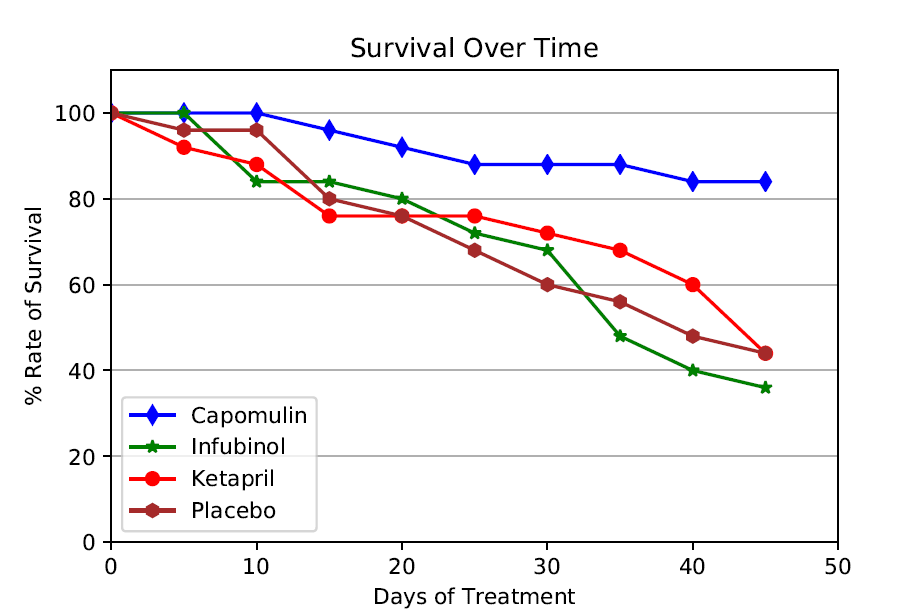 Survival Over Time
% Rate of Survival
100
80
60
40
20
0
Capomulin
Infubinol
Ketapril
Placebo
0 10 20 30 40 50
Days of Treatment